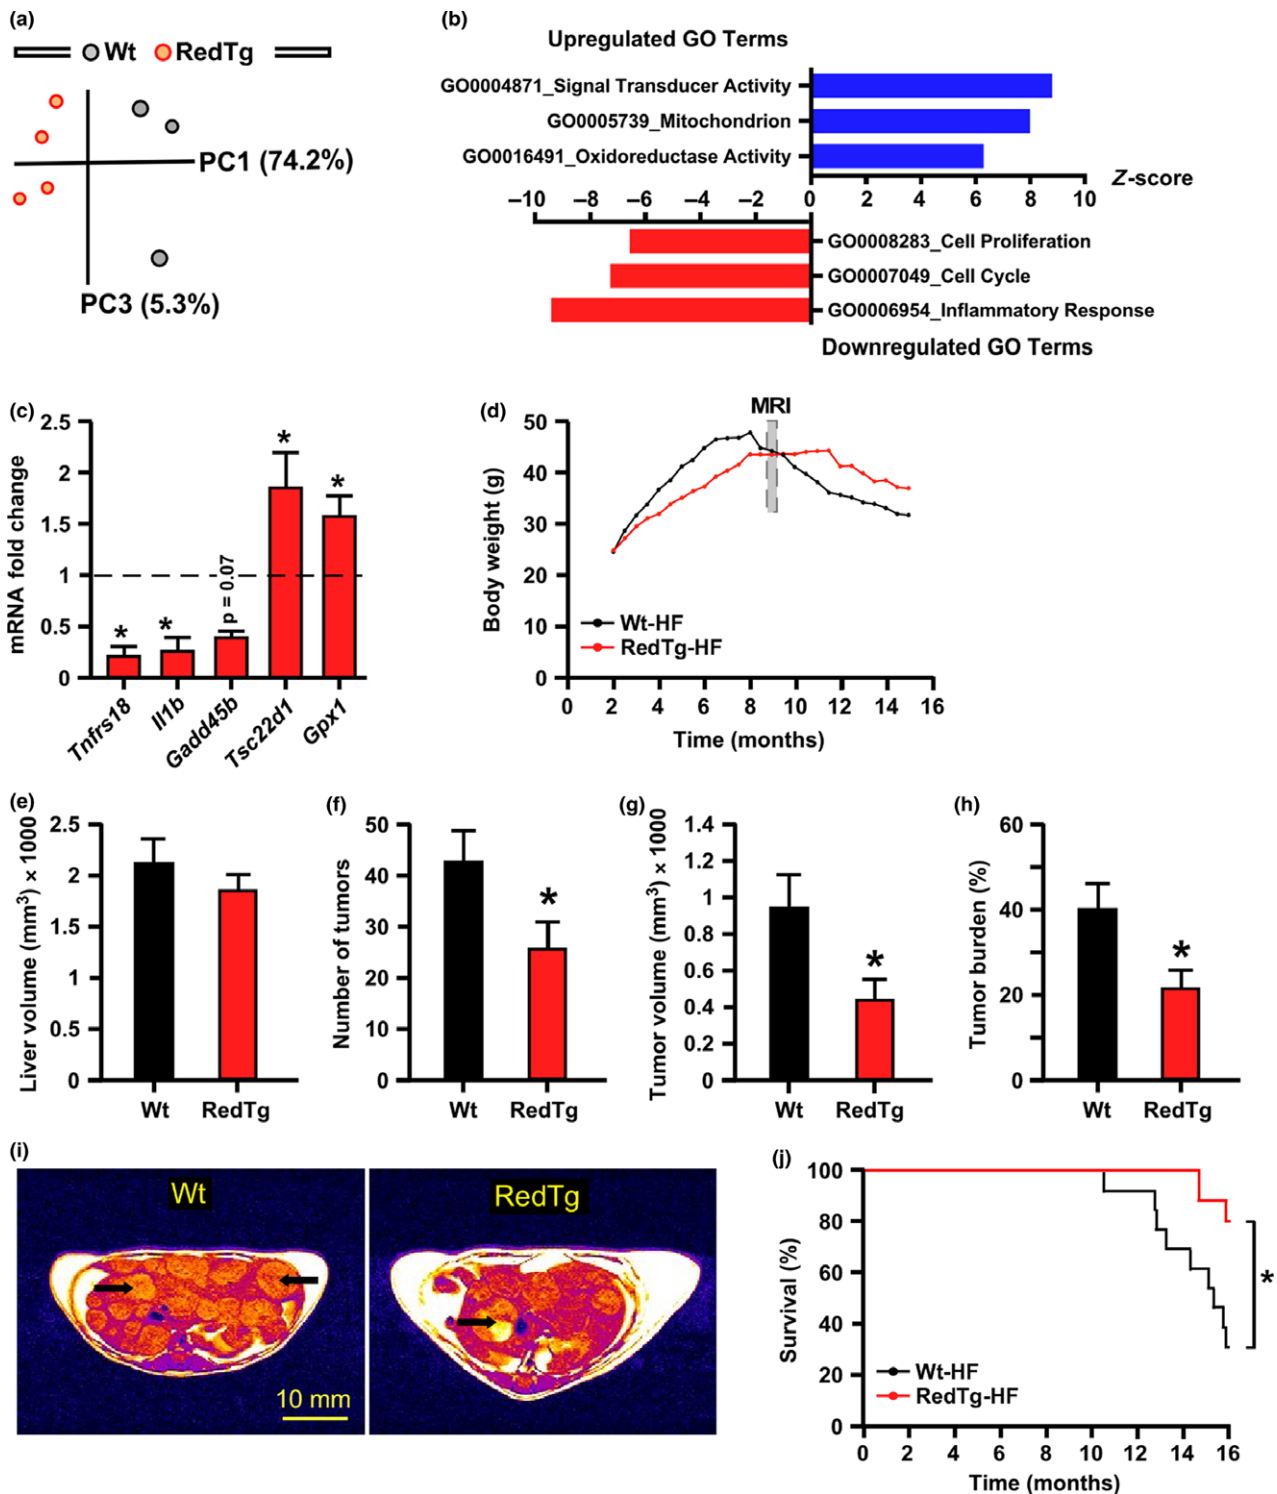 (a)
Wt RedTg
PC1 (74.2%)
PC3 (5.3%)
(b)
Upregulated GO Terms
GO0004871_Signal Transducer Activity
GO0005739_Mitochondrion
GO0016491_Oxidoreductase Activity
0 2 4 6 8 10
Z-score
−10 −8 −6 −4 −2
GO0008283_Cell Proliferation
GO0007049_Cell Cycle
GO0006954_Inflammatory Response
Downregulated GO Terms
(c)
mRNA fold change
2.5
2
1.5
1
0.5
0
*
*
p = 0.07
*
*
Tnfrs18
Il1b
Gadd45b
Tsc22d1
Gpx1
(d)
MRI
Body weight (g)
50
40
30
20
10
0
Wt-HF
RedTg-HF
0 2 4 6 8 10 12 14 16
Time (months)
(e)
Liver volume (mm³) × 1000
2.5
2
1.5
1
0.5
0
Wt RedTg
(f)
Number of tumors
50
40
30
20
10
0
*
Wt RedTg
(g)
Tumor volume (mm³) × 1000
1.4
1.2
1
0.8
0.6
0.4
0.2
0
*
Wt RedTg
(h)
Tumor burden (%)
60
40
20
0
*
Wt RedTg
(i)
Wt
10 mm
RedTg
(j)
Survival (%)
100
80
60
40
20
0
*
Wt-HF
RedTg-HF
0 2 4 6 8 10 12 14 16
Time (months)